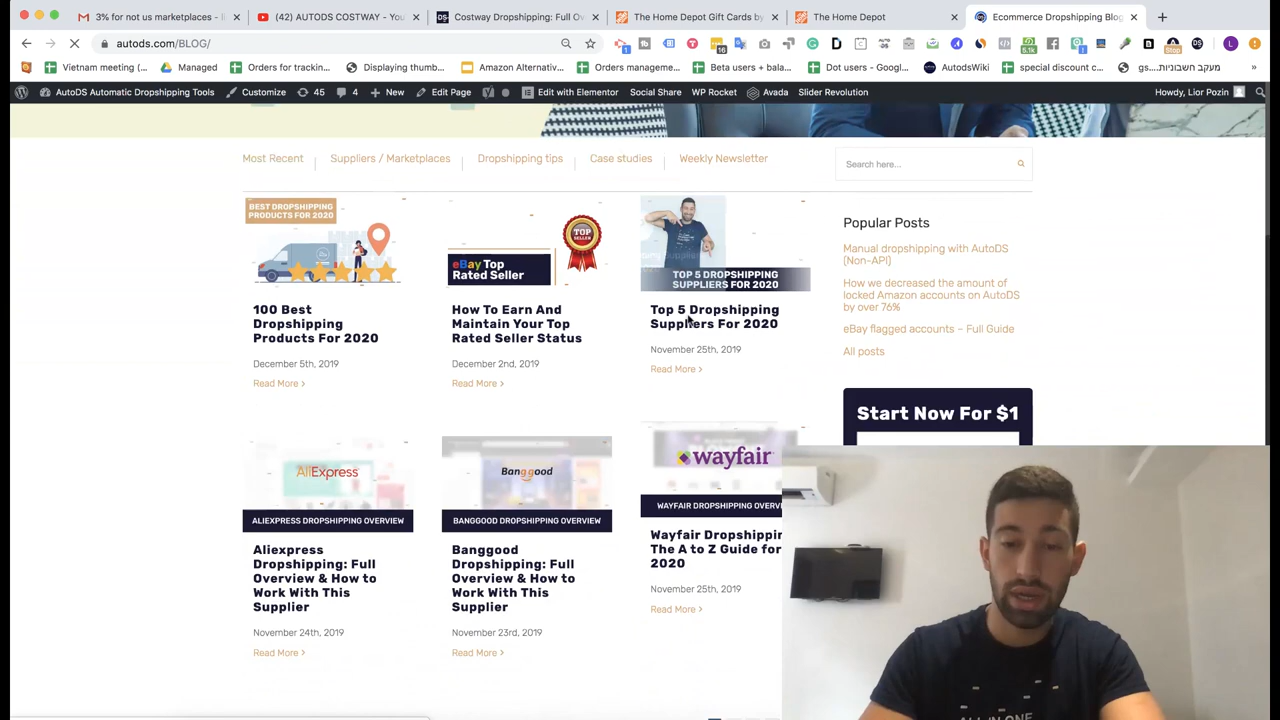 3% for not us marketplaces - li
(42) AUTODS COSTWAY - You
Costway Dropshipping: Full Ov
The Home Depot Gift Cards by
The Home Depot
Ecommerce Dropshipping Blog
autods.com/BLOG/
Vietnam meeting (...
Managed
Orders for trackin...
Displaying thumb...
Amazon Alternativ...
Orders manageme...
Beta users + bala...
Dot users - Goog...
AutodsWiki
special discount c...
gs....מעקב חשבוניות
AutoDS Automatic Dropshipping Tools
Customize
45
4
New
Edit Page
Edit with Elementor
Social Share
WP Rocket
Avada
Slider Revolution
Howdy, Lior Pozin
Most Recent
Suppliers / Marketplaces
Dropshipping tips
Case studies
Weekly Newsletter
Search here...
BEST DROPSHIPPING
PRODUCTS FOR 2020
100 Best
Dropshipping
Products For 2020
December 5th, 2019
Read More >
eBay Top
Rated Seller
TOP
SELLER
How To Earn And
Maintain Your Top
Rated Seller Status
December 2nd, 2019
Read More >
TOP 5 DROPSHIPPING
SUPPLIERS FOR 2020
Top 5 Dropshipping
Suppliers For 2020
November 25th, 2019
Read More >
Popular Posts
Manual dropshipping with AutoDS
[Non-API]
How we decreased the amount of
locked Amazon accounts on AutoDS
by over 76%
eBay flagged accounts – Full Guide
All posts
Start Now For $1
AliExpress
ALIEXPRESS DROPSHIPPING OVERVIEW
Aliexpress
Dropshipping: Full
Overview & How to
Work With This
Supplier
November 24th, 2019
Read More >
Banggood
BANGGOOD DROPSHIPPING OVERVIEW
Banggood
Dropshipping: Full
Overview & How to
Work With This
Supplier
November 23rd, 2019
Read More >
wayfair
WAYFAIR DROPSHIPPING OVERV
Wayfair Dropshippin
The A to Z Guide for
2020
November 25th, 2019
Read More >
ALL IN ONE